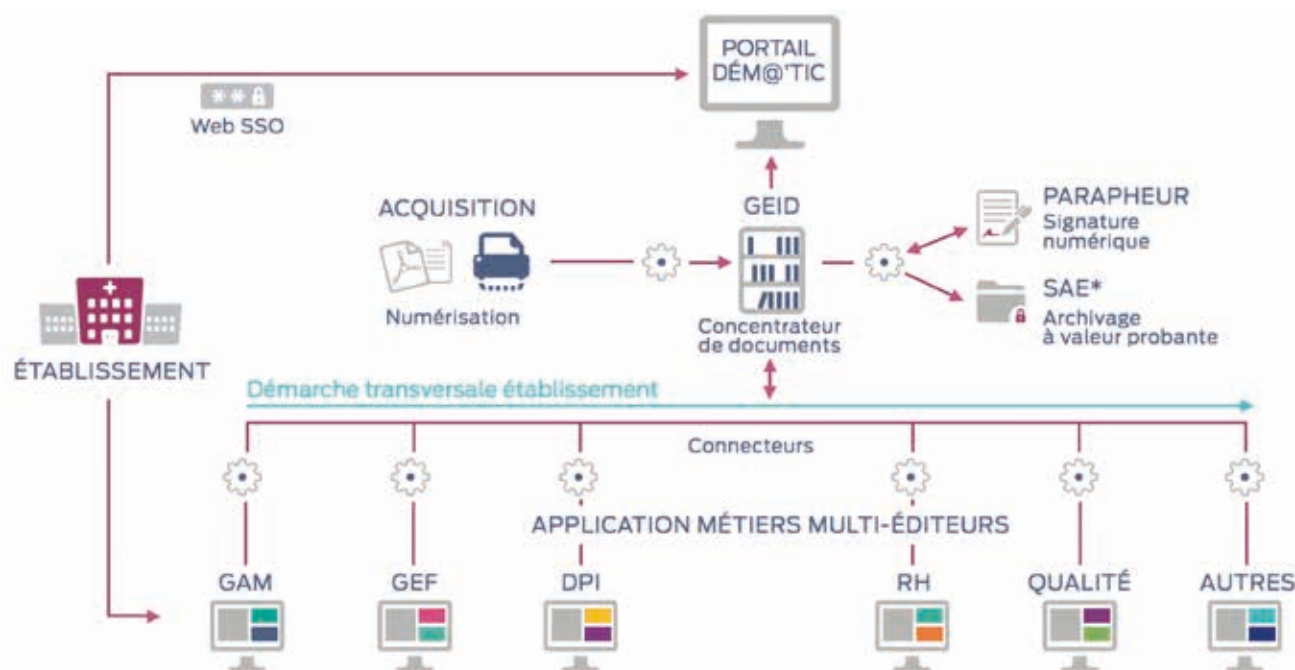 PORTAIL
DÉM@'TIC
**
Web SSO
ACQUISITION
Numérisation
GEID
Concentrateur
de documents
PARAPHEUR
Signature
numérique
SAE*
Archivage
à valeur probante
ÉTABLISSEMENT
Démarche transversale établissement
Connecteurs
APPLICATION MÉTIERS MULTI-ÉDITEURS
GAM
GEF
DPI
RH
QUALITÉ
AUTRES